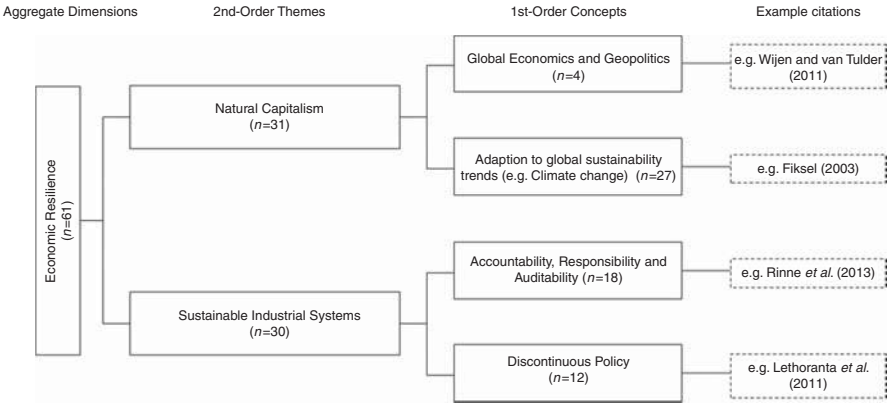 Aggregate Dimensions
2nd-Order Themes
1st-Order Concepts
Example citations
Economic Resilience
(n=61)
Natural Capitalism
(n=31)
Global Economics and Geopolitics
(n=4)
e.g. Wijen and van Tulder
(2011)
Adaption to global sustainability
trends (e.g. Climate change) (n=27)
e.g. Fiksel (2003)
Sustainable Industrial Systems
(n=30)
Accountability, Responsibility and
Auditability (n=18)
e.g. Rinne et al. (2013)
Discontinuous Policy
(n=12)
e.g. Lethoranta et al.
(2011)